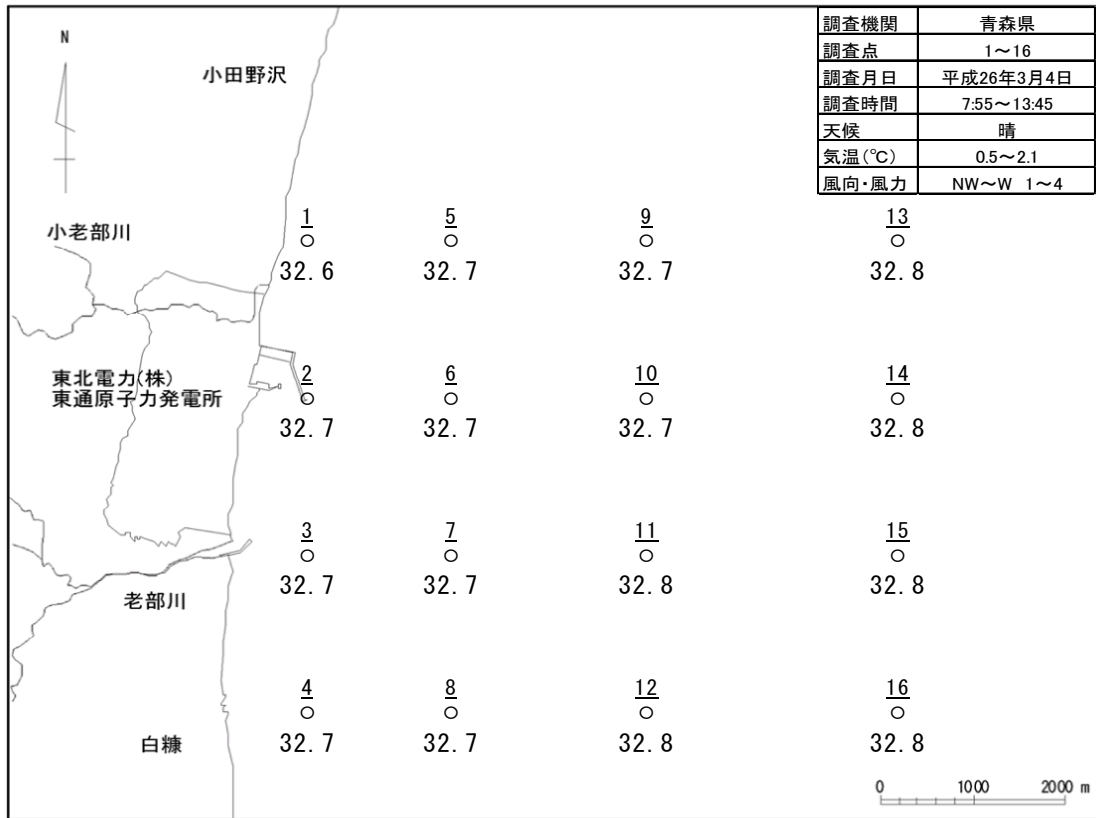 N
小田野沢
調査機関 青森県
調査点 1~16
調査月日 平成26年3月4日
調査時間 7:55~13:45
天候 晴
気温(℃) 0.5~2.1
風向・風力 NW~W 1~4
小老部川
1 5 9 13
32.6 32.7 32.7 32.8
東北電力(株)
東通原子力発電所
2 6 10 14
32.7 32.7 32.7 32.8
3 7 11 15
32.7 32.7 32.8 32.8
老部川
4 8 12 16
32.7 32.7 32.8 32.8
白糠
0 1000 2000 m